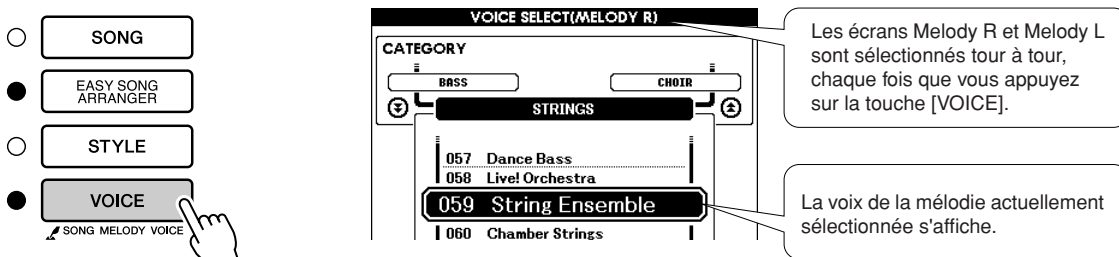 SONG
EASY SONG
ARRANGER
STYLE
VOICE
SONG MELODY VOICE
VOICE SELECT(MELODY R)
CATEGORY
BASS
CHOIR
STRINGS
057 Dance Bass
058 Live! Orchestra
059 String Ensemble
060 Chamber Strings
Les écrans Melody R et Melody L
sont sélectionnés tour à tour,
chaque fois que vous appuyez
sur la touche [VOICE].
La voix de la mélodie actuellement
sélectionnée s'affiche.